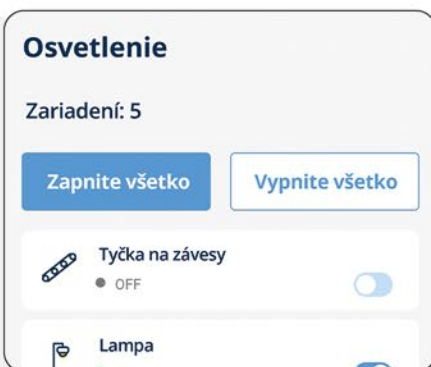 Osvetlenie
Zariadení: 5
Zapnite všetko
Vypnite všetko
Tyčka na závesy
OFF
Lampa